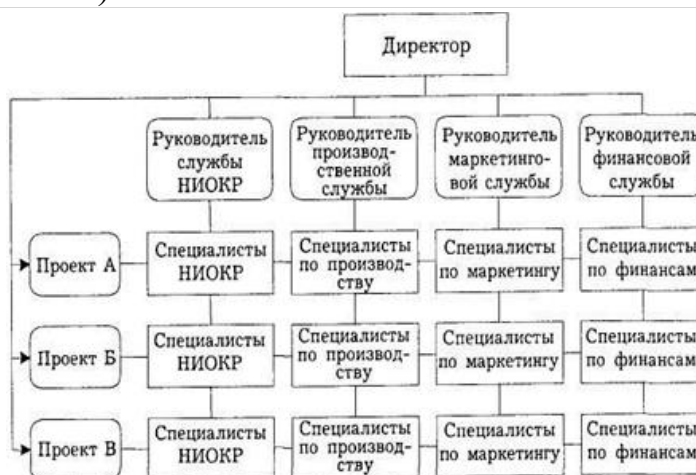 )
Директор
Руководитель
службы
НИОКР
Руководитель
производ-
ственной
службы
Руководитель
маркетинго-
вой службы
Руководитель
финансовой
службы
Проект А
Специалисты
НИОКР
Специалисты
по производ-
ству
Специалисты
по маркетингу
Специалисты
по финансам
Проект Б
Специалисты
НИОКР
Специалисты
по производ-
ству
Специалисты
по маркетингу
Специалисты
по финансам
Проект В
Специалисты
НИОКР
Специалисты
по производ-
ству
Специалисты
по маркетингу
Специалисты
по финансам